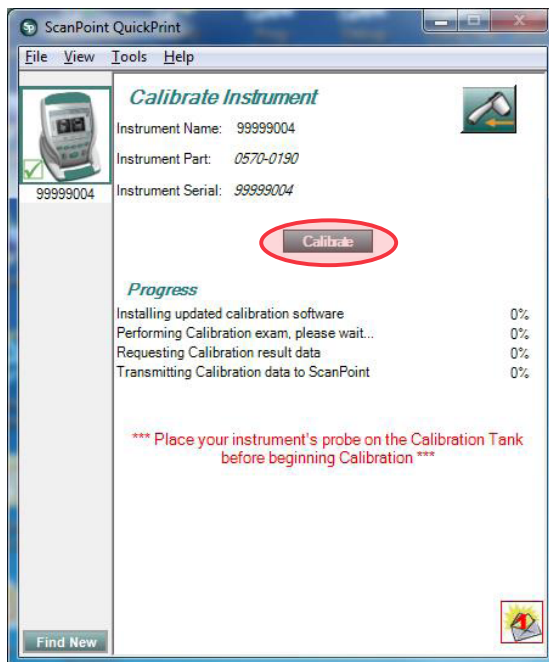 ScanPoint QuickPrint
File View Tools Help
Calibrate Instrument
Instrument Name: 99999004
Instrument Part: 0570-0190
Instrument Serial: 99999004
99999004
Calibrate
Progress
Installing updated calibration software 0%
Performing Calibration exam, please wait... 0%
Requesting Calibration result data 0%
Transmitting Calibration data to ScanPoint 0%
*** Place your instrument's probe on the Calibration Tank
before beginning Calibration ***
Find New